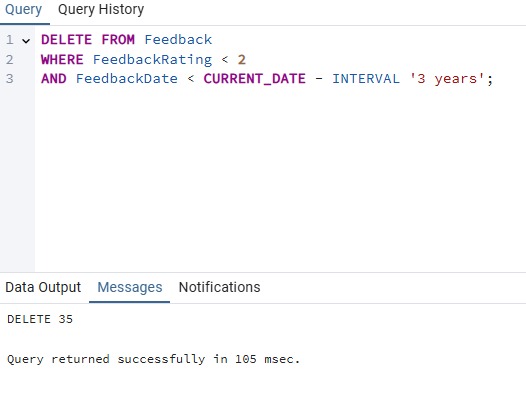 Query Query History
1 DELETE FROM Feedback
2 WHERE FeedbackRating < 2
3 AND FeedbackDate < CURRENT_DATE - INTERVAL '3 years';
Data Output Messages Notifications
DELETE 35
Query returned successfully in 105 msec.